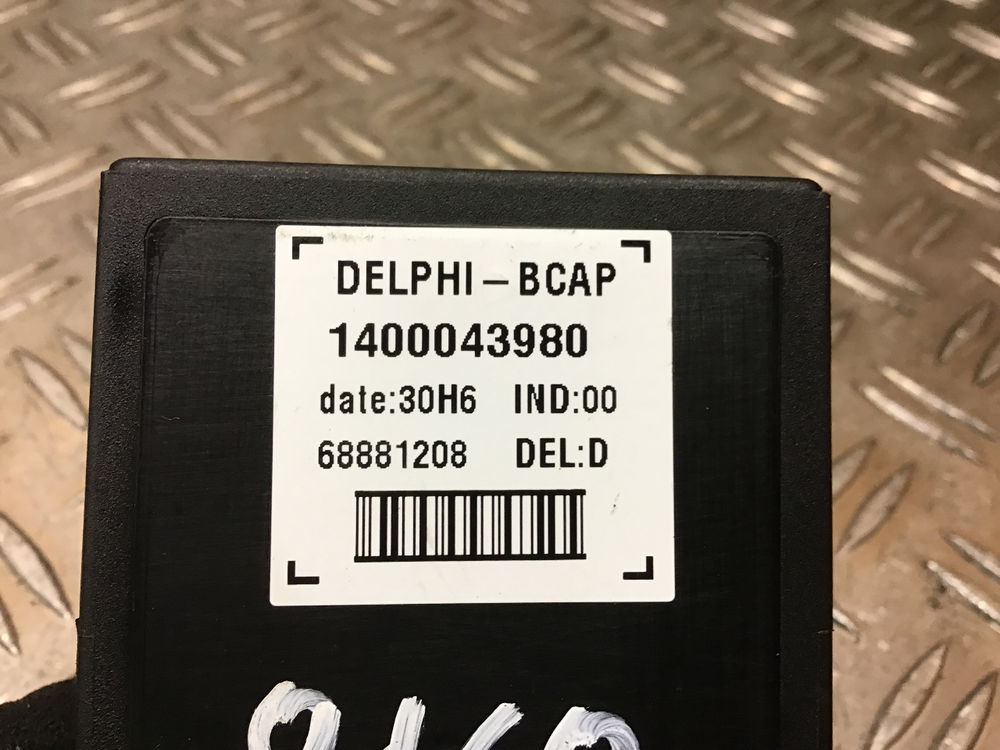 DELPHI – BCAP
1400043980
date:30H6 IND:00
68881208 DEL:D